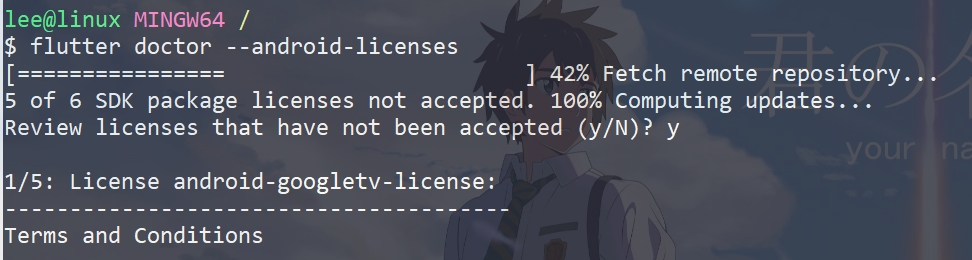 lee@linux MINGW64 /
$ flutter doctor --android-licenses
[================                       ] 42% Fetch remote repository...
5 of 6 SDK package licenses not accepted. 100% Computing updates...
Review licenses that have not been accepted (y/N)? y
1/5: License android-googletv-license:
---------------------------------------
Terms and Conditions
君の
your na